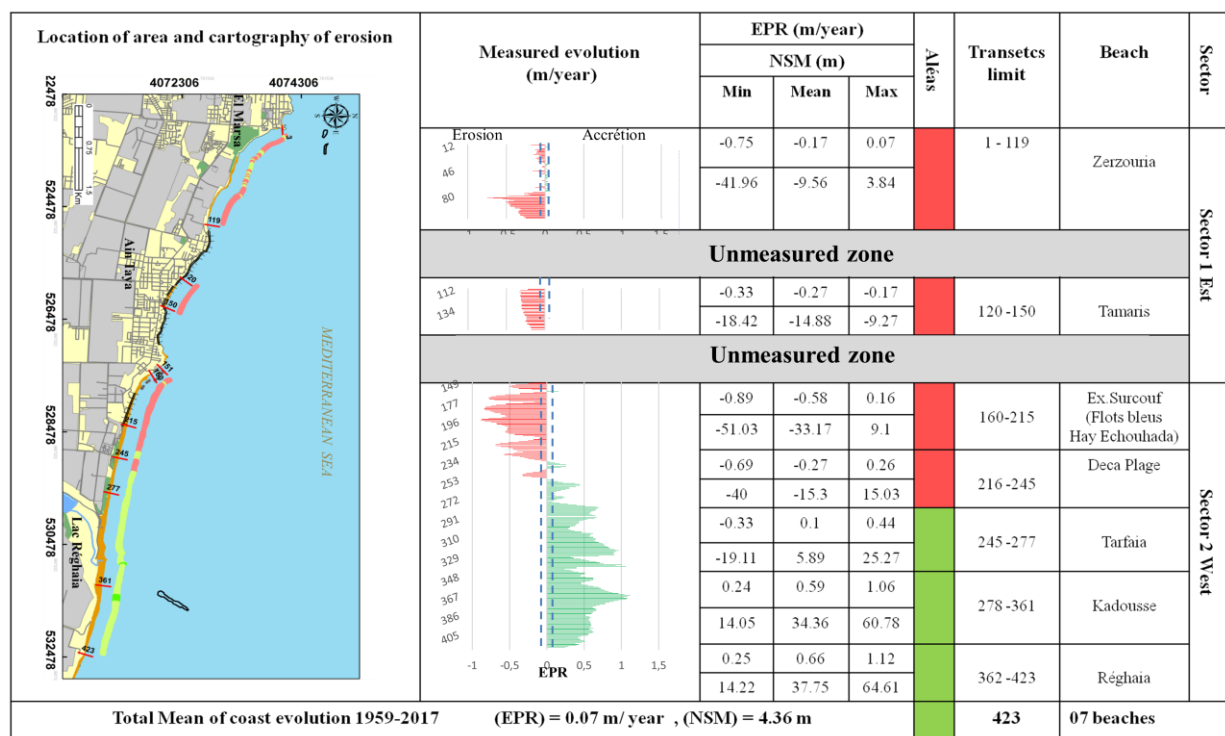 Location of area and cartography of erosion
4072306
4074306
22478
524478
526478
528478
530478
532478
0
0.75
1.5
Km
N
El Marsa
Ain Taya
Lac Réghaia
MEDITERRANEAN SEA
1
119
120
150
151
160
215
245
277
361
423
Measured evolution
(m/year)
EPR (m/year)
NSM (m)
Min
Mean
Max
Aléas
Transetcs
limit
Beach
Sector
Erosion
Accrétion
12
46
80
-0.75
-0.17
0.07
-41.96
-9.56
3.84
1 - 119
Zerzouria
Sector 1 Est
Unmeasured zone
112
134
-0.33
-0.27
-0.17
-18.42
-14.88
-9.27
120 -150
Tamaris
Unmeasured zone
149
177
196
215
234
253
272
291
310
329
348
367
386
405
-1
-0,5
0
0,5
1
1,5
EPR
-0.89
-0.58
0.16
-51.03
-33.17
9.1
160-215
Ex.Surcouf
(Flots bleus
Hay Echouhada)
-0.69
-0.27
0.26
-40
-15.3
15.03
216 -245
Deca Plage
-0.33
0.1
0.44
-19.11
5.89
25.27
245 -277
Tarfaia
0.24
0.59
1.06
14.05
34.36
60.78
278 -361
Kadousse
0.25
0.66
1.12
14.22
37.75
64.61
362 -423
Réghaia
Sector 2 West
Total Mean of coast evolution 1959-2017 (EPR) = 0.07 m/ year , (NSM) = 4.36 m
423
07 beaches